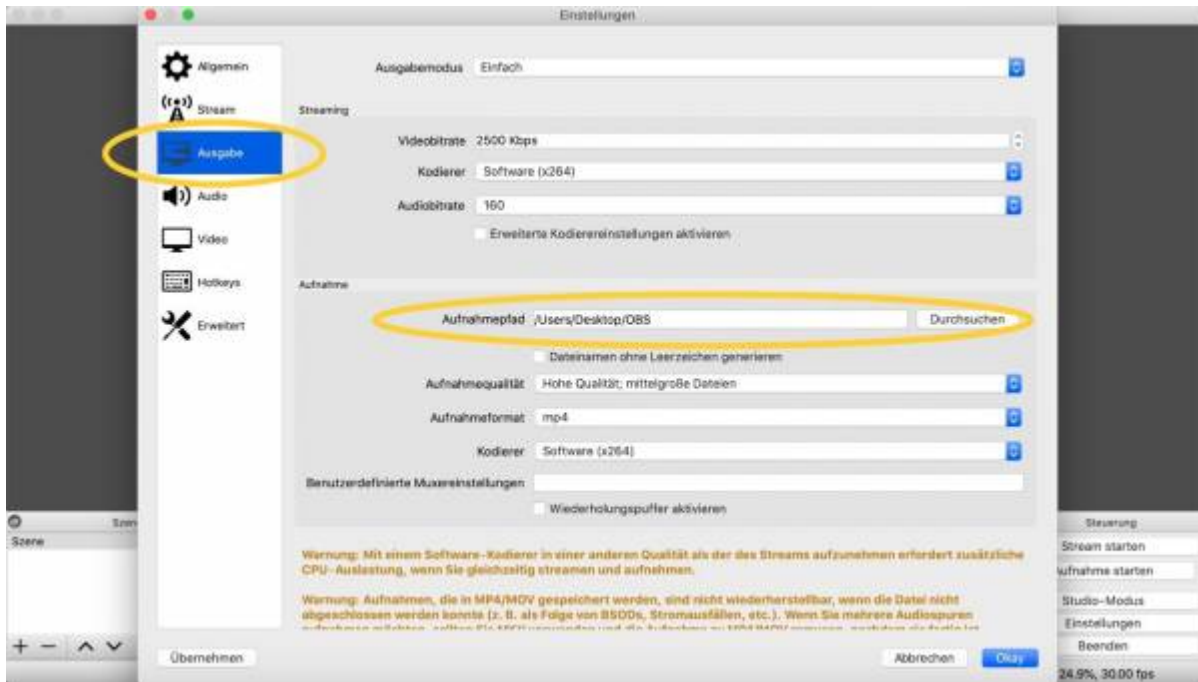 Einstellungen
Allgemein
Stream
Ausgabe
Audio
Video
Hotkeys
Erweitert
Ausgabemodus Einfach
Streaming
Videobitrate 2500 Kbps
Kodierer Software (x264)
Audiobitrate 160
Erweiterte Kodierereinstellungen aktivieren
Aufnahme
Aufnahmepfad /Users/Desktop/OBS Durchsuchen
Dateinamen ohne Leerzeichen generieren
Aufnahmequalität Hohe Qualität; mittelgroße Dateien
Aufnahmeformat mp4
Kodierer Software (x264)
Benutzerdefinierte Muxereinstellungen
Wiederholungspuffer aktivieren
Warnung: Mit einem Software-Kodierer in einer anderen Qualität als der des Streams aufzunehmen erfordert zusätzliche
CPU-Auslastung, wenn Sie gleichzeitig streamen und aufnehmen.
Warnung: Aufnahmen, die in MP4/MOV gespeichert werden, sind nicht wiederherstellbar, wenn die Datei nicht
abgeschlossen werden konnte (z. B. als Folge von BSODs, Stromausfällen, etc.). Wenn Sie mehrere Audiospuren
Übernehmen Abbrechen Okay
Szen
Szene
Steuerung
Stream starten
ufnahme starten
Studio-Modus
Einstellungen
Beenden
24.9%, 30.00 fps